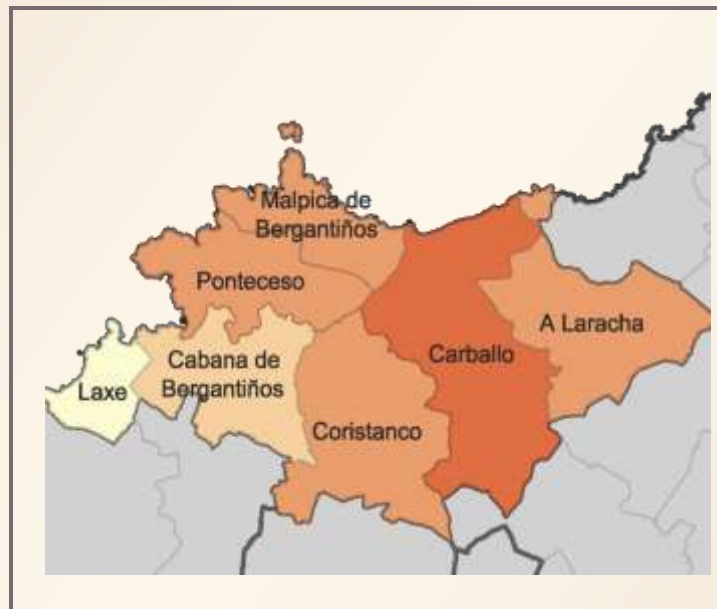 Malpica de
Bergantiños
Ponteceso
A Laracha
Cabana de
Bergantiños
Carballo
Laxe
Coristanco